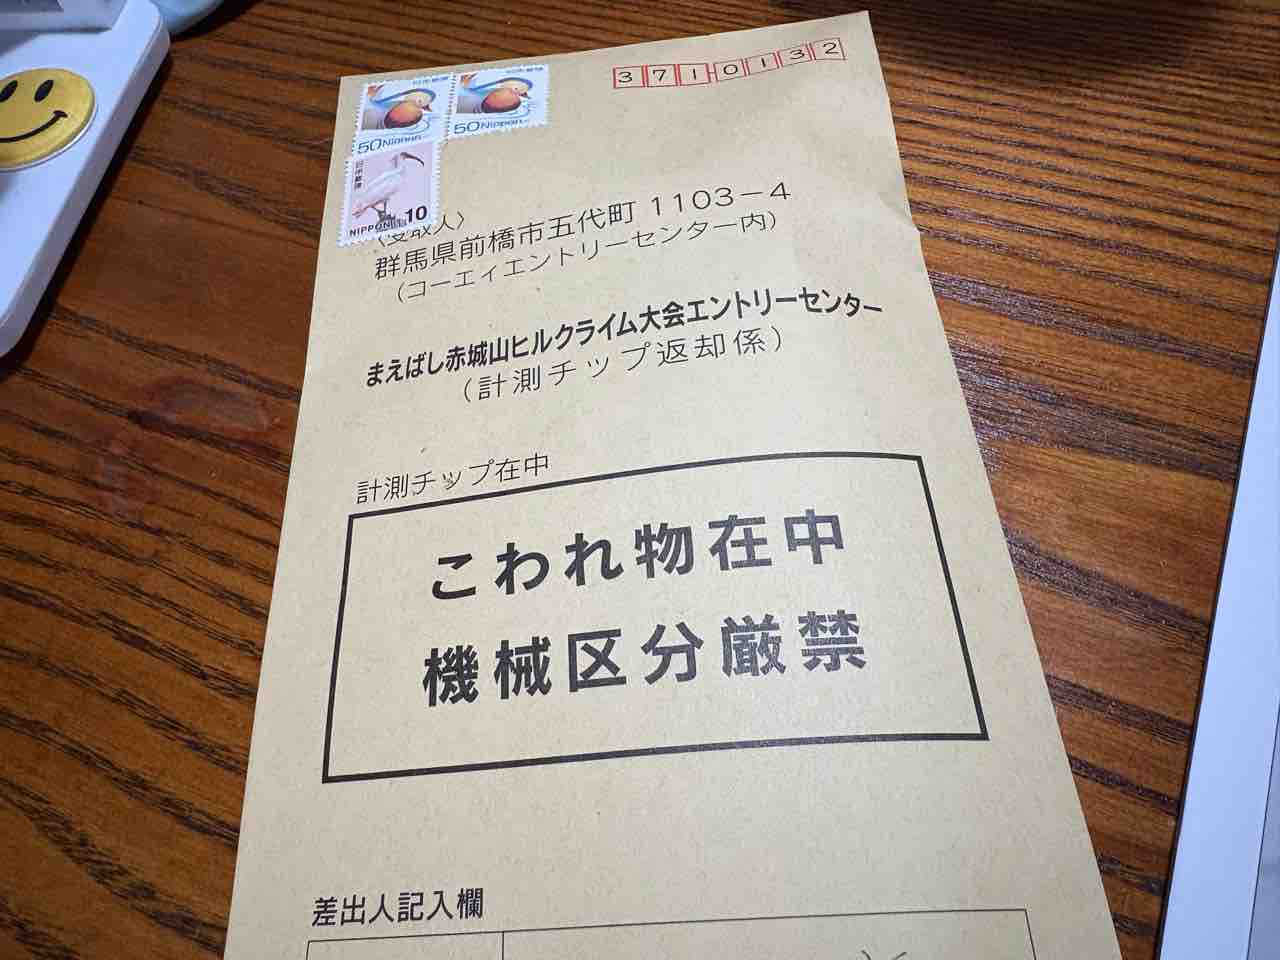 3710132
日本郵便
50NIPPON
日本郵便
50NIPPON
日本郵便
NIPPON 10
〈受取人〉
群馬県前橋市五代町 1103-4
(コーエィエントリーセンター内)
まえばし赤城山ヒルクライム大会エントリーセンター
(計測チップ返却係)
計測チップ在中
こわれ物在中
機械区分厳禁
差出人記入欄